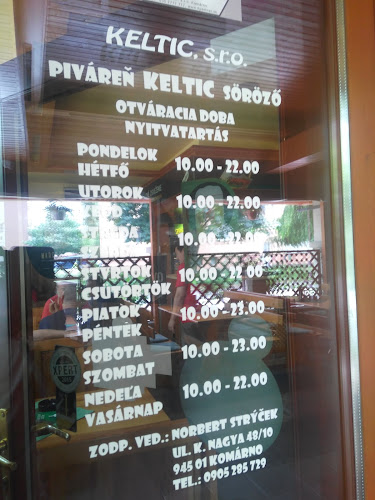 KELTIC, s.r.o.
PIVÁREŇ KELTIC SÖRÖZŐ
OTVÁRACIA DOBA
NYITVATARTÁS
PONDELOK
HÉTFŐ 10.00 - 22.00
UTOROK
KEDD 10.00 - 22.00
STREDA
SZERDA 10.00 - 22.00
ŠTVRTOK
CSÜTÖRTÖK 10.00 - 22.00
PIATOK
PÉNTEK 10.00 - 23.00
SOBOTA
SZOMBAT 10.00 - 23.00
NEDEĽA
VASÁRNAP 10.00 - 22.00
ZODP. VED.: NORBERT STRÝČEK
UL. K. NAGYA 48/10
945 01 KOMÁRNO
TEL.: 0905 285 729